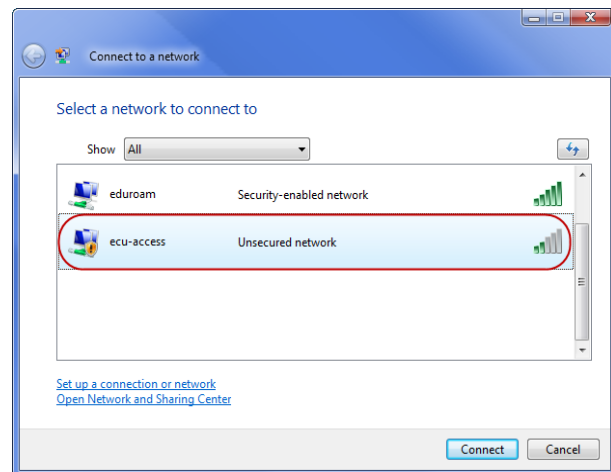 Connect to a network
Select a network to connect to
Show All
eduroam Security-enabled network
ecu-access Unsecured network
Set up a connection or network
Open Network and Sharing Center
Connect Cancel